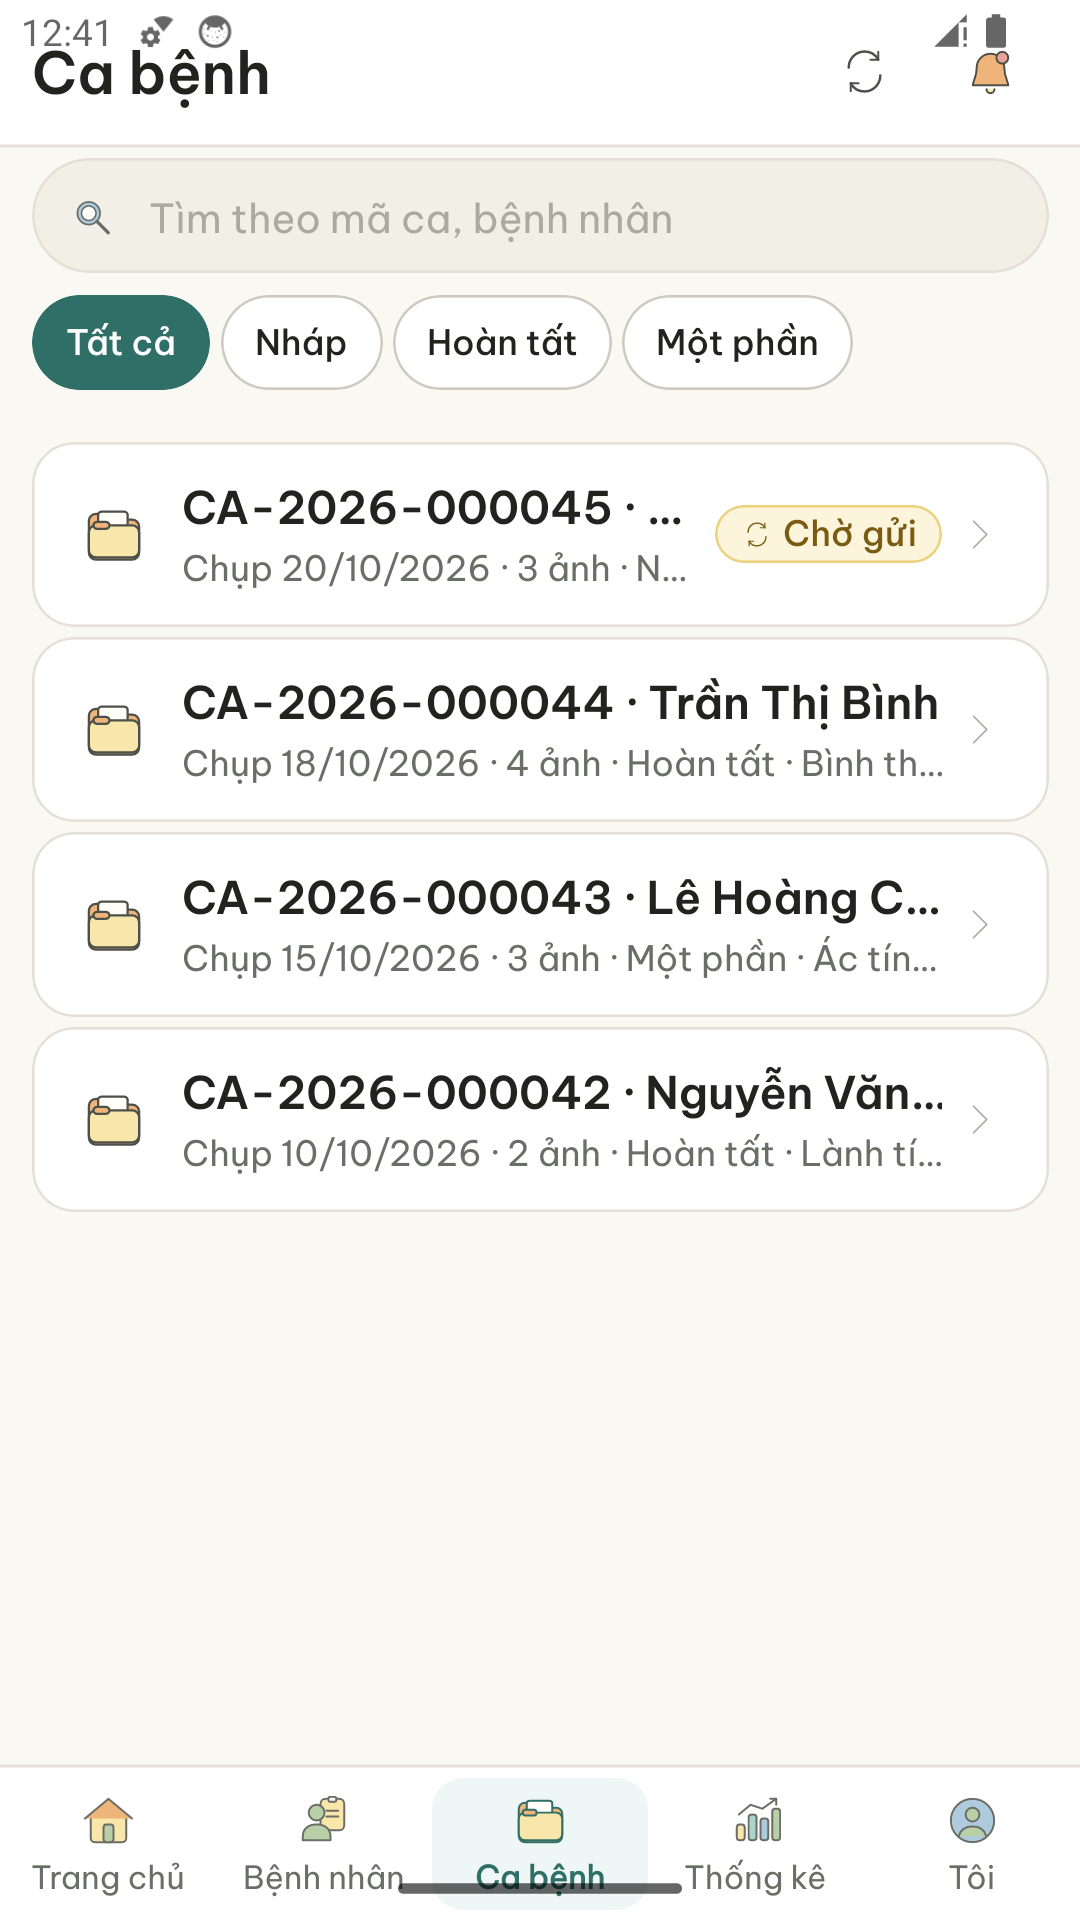 12:41
Ca bệnh
Tìm theo mã ca, bệnh nhân
Tất cả
Nháp
Hoàn tất
Một phần
CA-2026-000045 · ...
Chụp 20/10/2026 · 3 ảnh · N...
Chờ gửi
CA-2026-000044 · Trần Thị Bình
Chụp 18/10/2026 · 4 ảnh · Hoàn tất · Bình th...
CA-2026-000043 · Lê Hoàng C...
Chụp 15/10/2026 · 3 ảnh · Một phần · Ác tín...
CA-2026-000042 · Nguyễn Văn...
Chụp 10/10/2026 · 2 ảnh · Hoàn tất · Lành tí...
Trang chủ
Bệnh nhân
Ca bệnh
Thống kê
Tôi